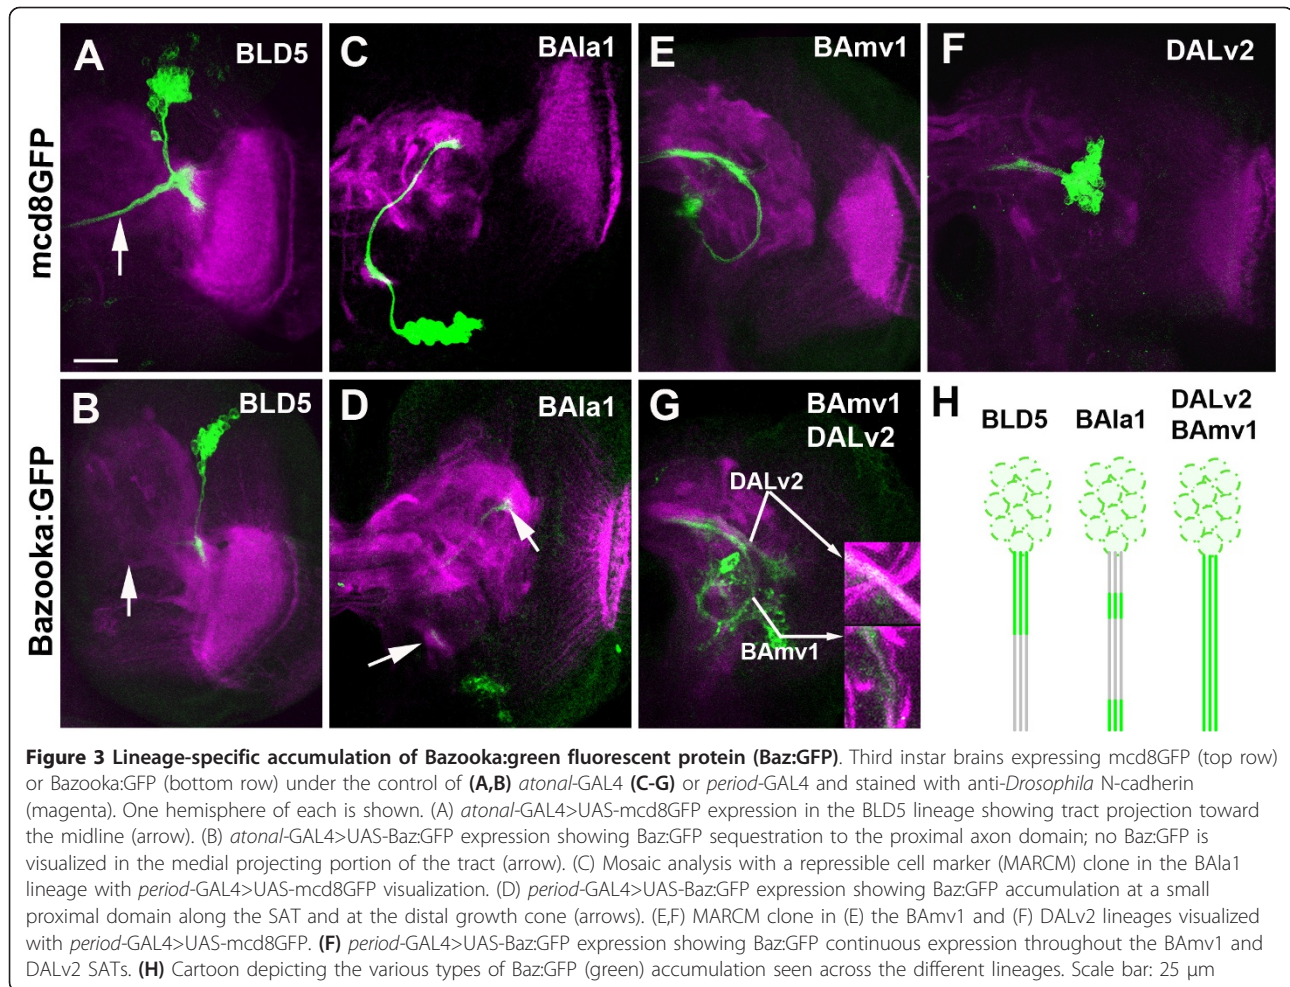 mcd8GFP
A
BLD5
C
BAla1
E
BAmv1
F
DALv2
Bazooka:GFP
B
BLD5
D
BAla1
G
BAmv1
DALv2
DALv2
BAmv1
H
BLD5
BAla1
DALv2
BAmv1
Figure 3 Lineage-specific accumulation of Bazooka:green fluorescent protein (Baz:GFP). Third instar brains expressing mcd8GFP (top row)
or Bazooka:GFP (bottom row) under the control of (A,B) atonal-GAL4 (C-G) or period-GAL4 and stained with anti-Drosophila N-cadherin
(magenta). One hemisphere of each is shown. (A) atonal-GAL4>UAS-mcd8GFP expression in the BLD5 lineage showing tract projection toward
the midline (arrow). (B) atonal-GAL4>UAS-Baz:GFP expression showing Baz:GFP sequestration to the proximal axon domain; no Baz:GFP is
visualized in the medial projecting portion of the tract (arrow). (C) Mosaic analysis with a repressible cell marker (MARCM) clone in the BAla1
lineage with period-GAL4>UAS-mcd8GFP visualization. (D) period-GAL4>UAS-Baz:GFP expression showing Baz:GFP accumulation at a small
proximal domain along the SAT and at the distal growth cone (arrows). (E,F) MARCM clone in (E) the BAmv1 and (F) DALv2 lineages visualized
with period-GAL4>UAS-mcd8GFP. (F) period-GAL4>UAS-Baz:GFP expression showing Baz:GFP continuous expression throughout the BAmv1 and
DALv2 SATs. (H) Cartoon depicting the various types of Baz:GFP (green) accumulation seen across the different lineages. Scale bar: 25 μm